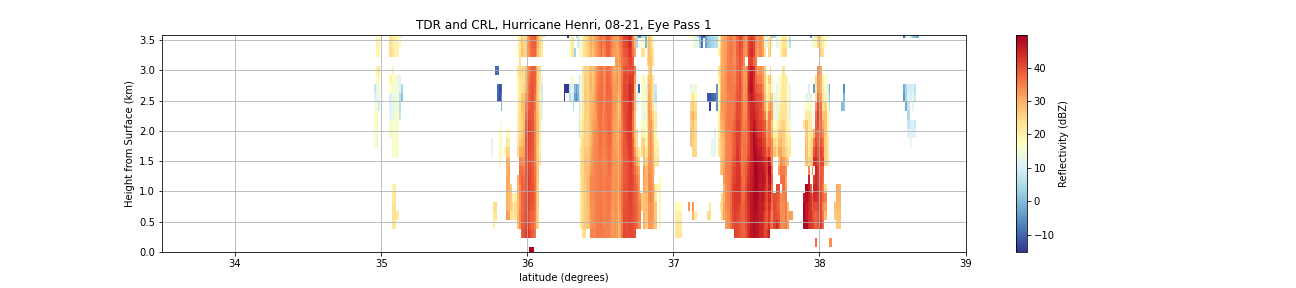 TDR and CRL, Hurricane Henri, 08-21, Eye Pass 1
Height from Surface (km)
3.5
3.0
2.5
2.0
1.5
1.0
0.5
0.0
34 35 36 37 38 39
latitude (degrees)
40
30
20
10
0
−10
Reflectivity (dBZ)